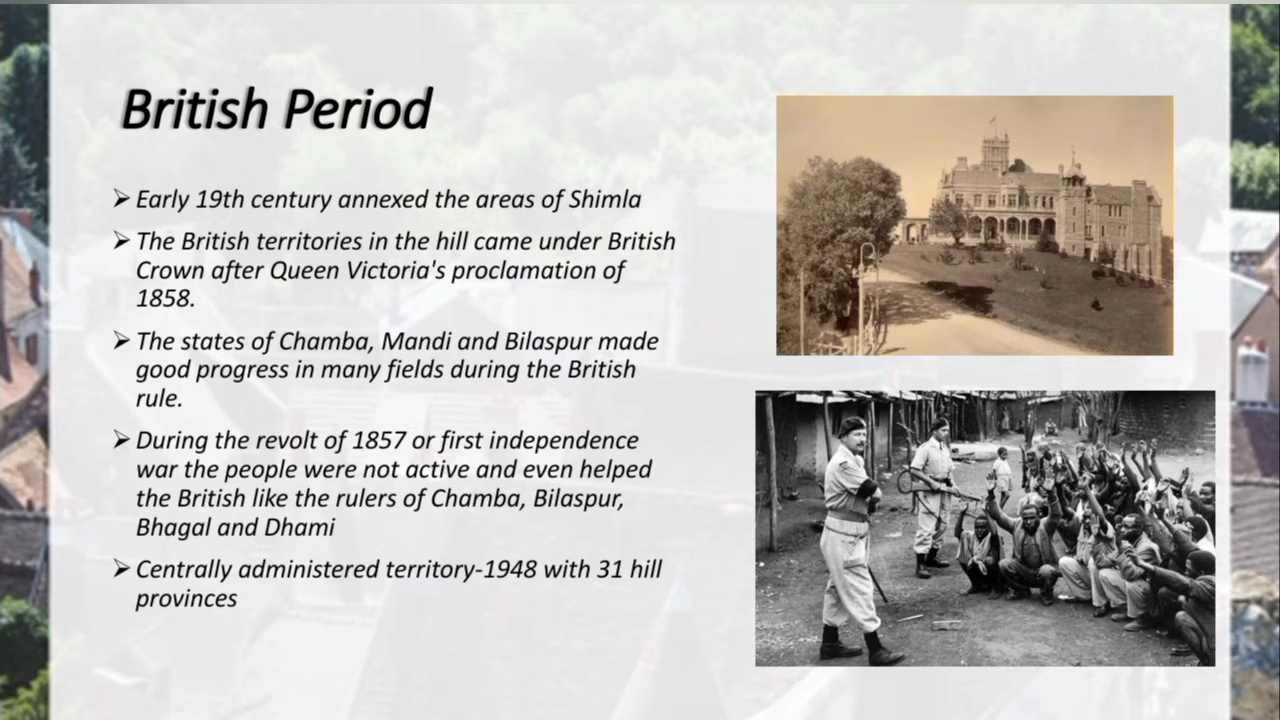 British Period
➢ Early 19th century annexed the areas of Shimla
➢ The British territories in the hill came under British
Crown after Queen Victoria's proclamation of
1858.
➢ The states of Chamba, Mandi and Bilaspur made
good progress in many fields during the British
rule.
➢ During the revolt of 1857 or first independence
war the people were not active and even helped
the British like the rulers of Chamba, Bilaspur,
Bhagal and Dhami
➢ Centrally administered territory-1948 with 31 hill
provinces